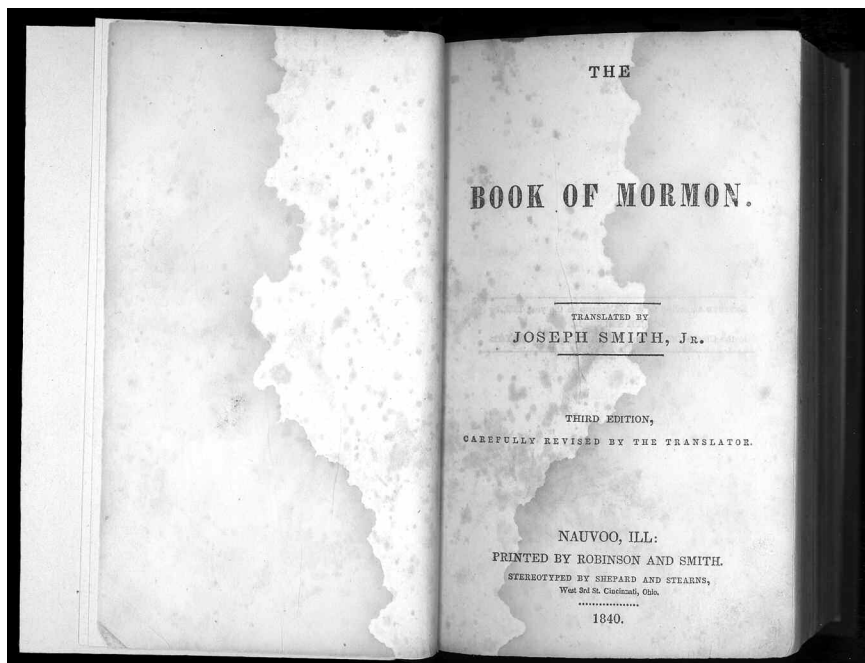 THE
BOOK OF MORMON.
TRANSLATED BY
JOSEPH SMITH, JR.
THIRD EDITION,
CAREFULLY REVISED BY THE TRANSLATOR.
NAUVOO, ILL:
PRINTED BY ROBINSON AND SMITH.
STEREOTYPED BY SHEPARD AND STEARNS,
West 3rd St. Cincinnati, Ohio.
1840.